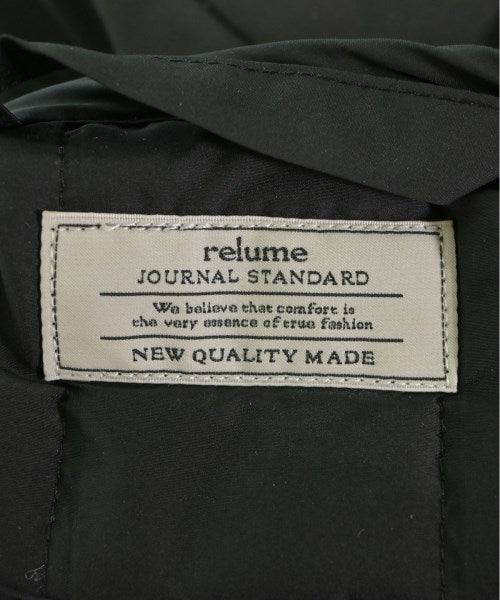 relume
JOURNAL STANDARD
We believe that comfort is
the very essence of true fashion
NEW QUALITY MADE